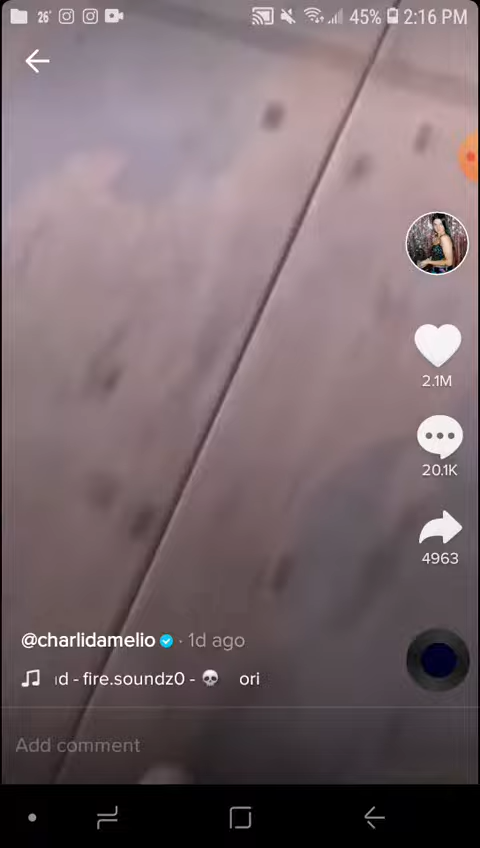 26° 45% 2:16 PM
2.1M
20.1K
4963
@charlidamelio · 1d ago
ıd - fire.soundz0 - 💀 ori
Add comment